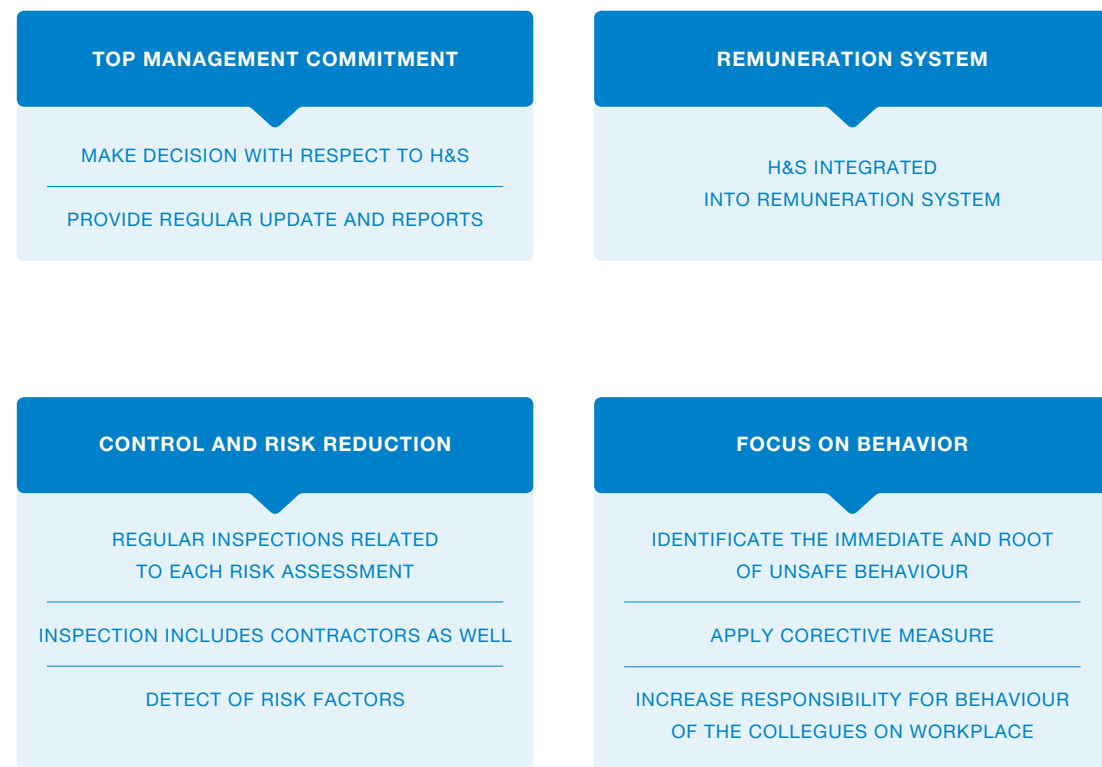 TOP MANAGEMENT COMMITMENT
MAKE DECISION WITH RESPECT TO H&S
PROVIDE REGULAR UPDATE AND REPORTS
REMUNERATION SYSTEM
H&S INTEGRATED
INTO REMUNERATION SYSTEM
CONTROL AND RISK REDUCTION
REGULAR INSPECTIONS RELATED
TO EACH RISK ASSESSMENT
INSPECTION INCLUDES CONTRACTORS AS WELL
DETECT OF RISK FACTORS
FOCUS ON BEHAVIOR
IDENTIFICATE THE IMMEDIATE AND ROOT
OF UNSAFE BEHAVIOUR
APPLY CORECTIVE MEASURE
INCREASE RESPONSIBILITY FOR BEHAVIOUR
OF THE COLLEGUES ON WORKPLACE